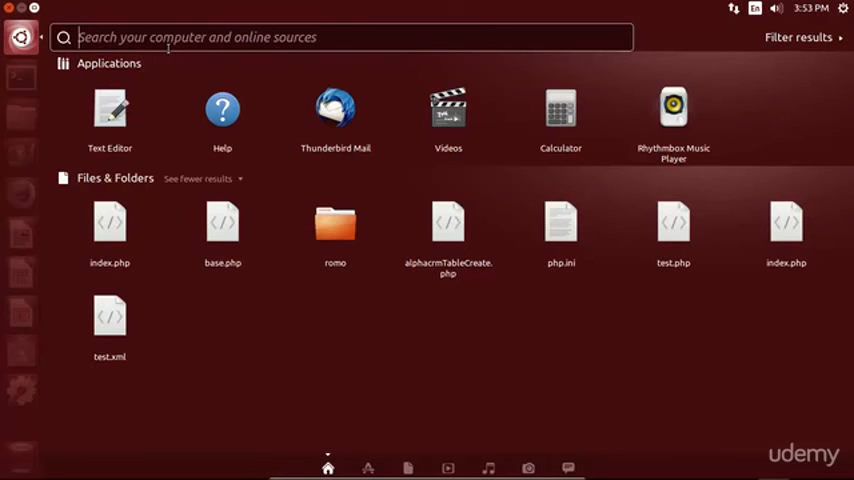 En
3:53 PM
Search your computer and online sources
Filter results
Applications
Text Editor
Help
Thunderbird Mail
Videos
Calculator
Rhythmbox Music
Player
Files & Folders
See fewer results
index.php
base.php
romo
alphacrmTableCreate.
php
php.ini
test.php
index.php
test.xml
udemy